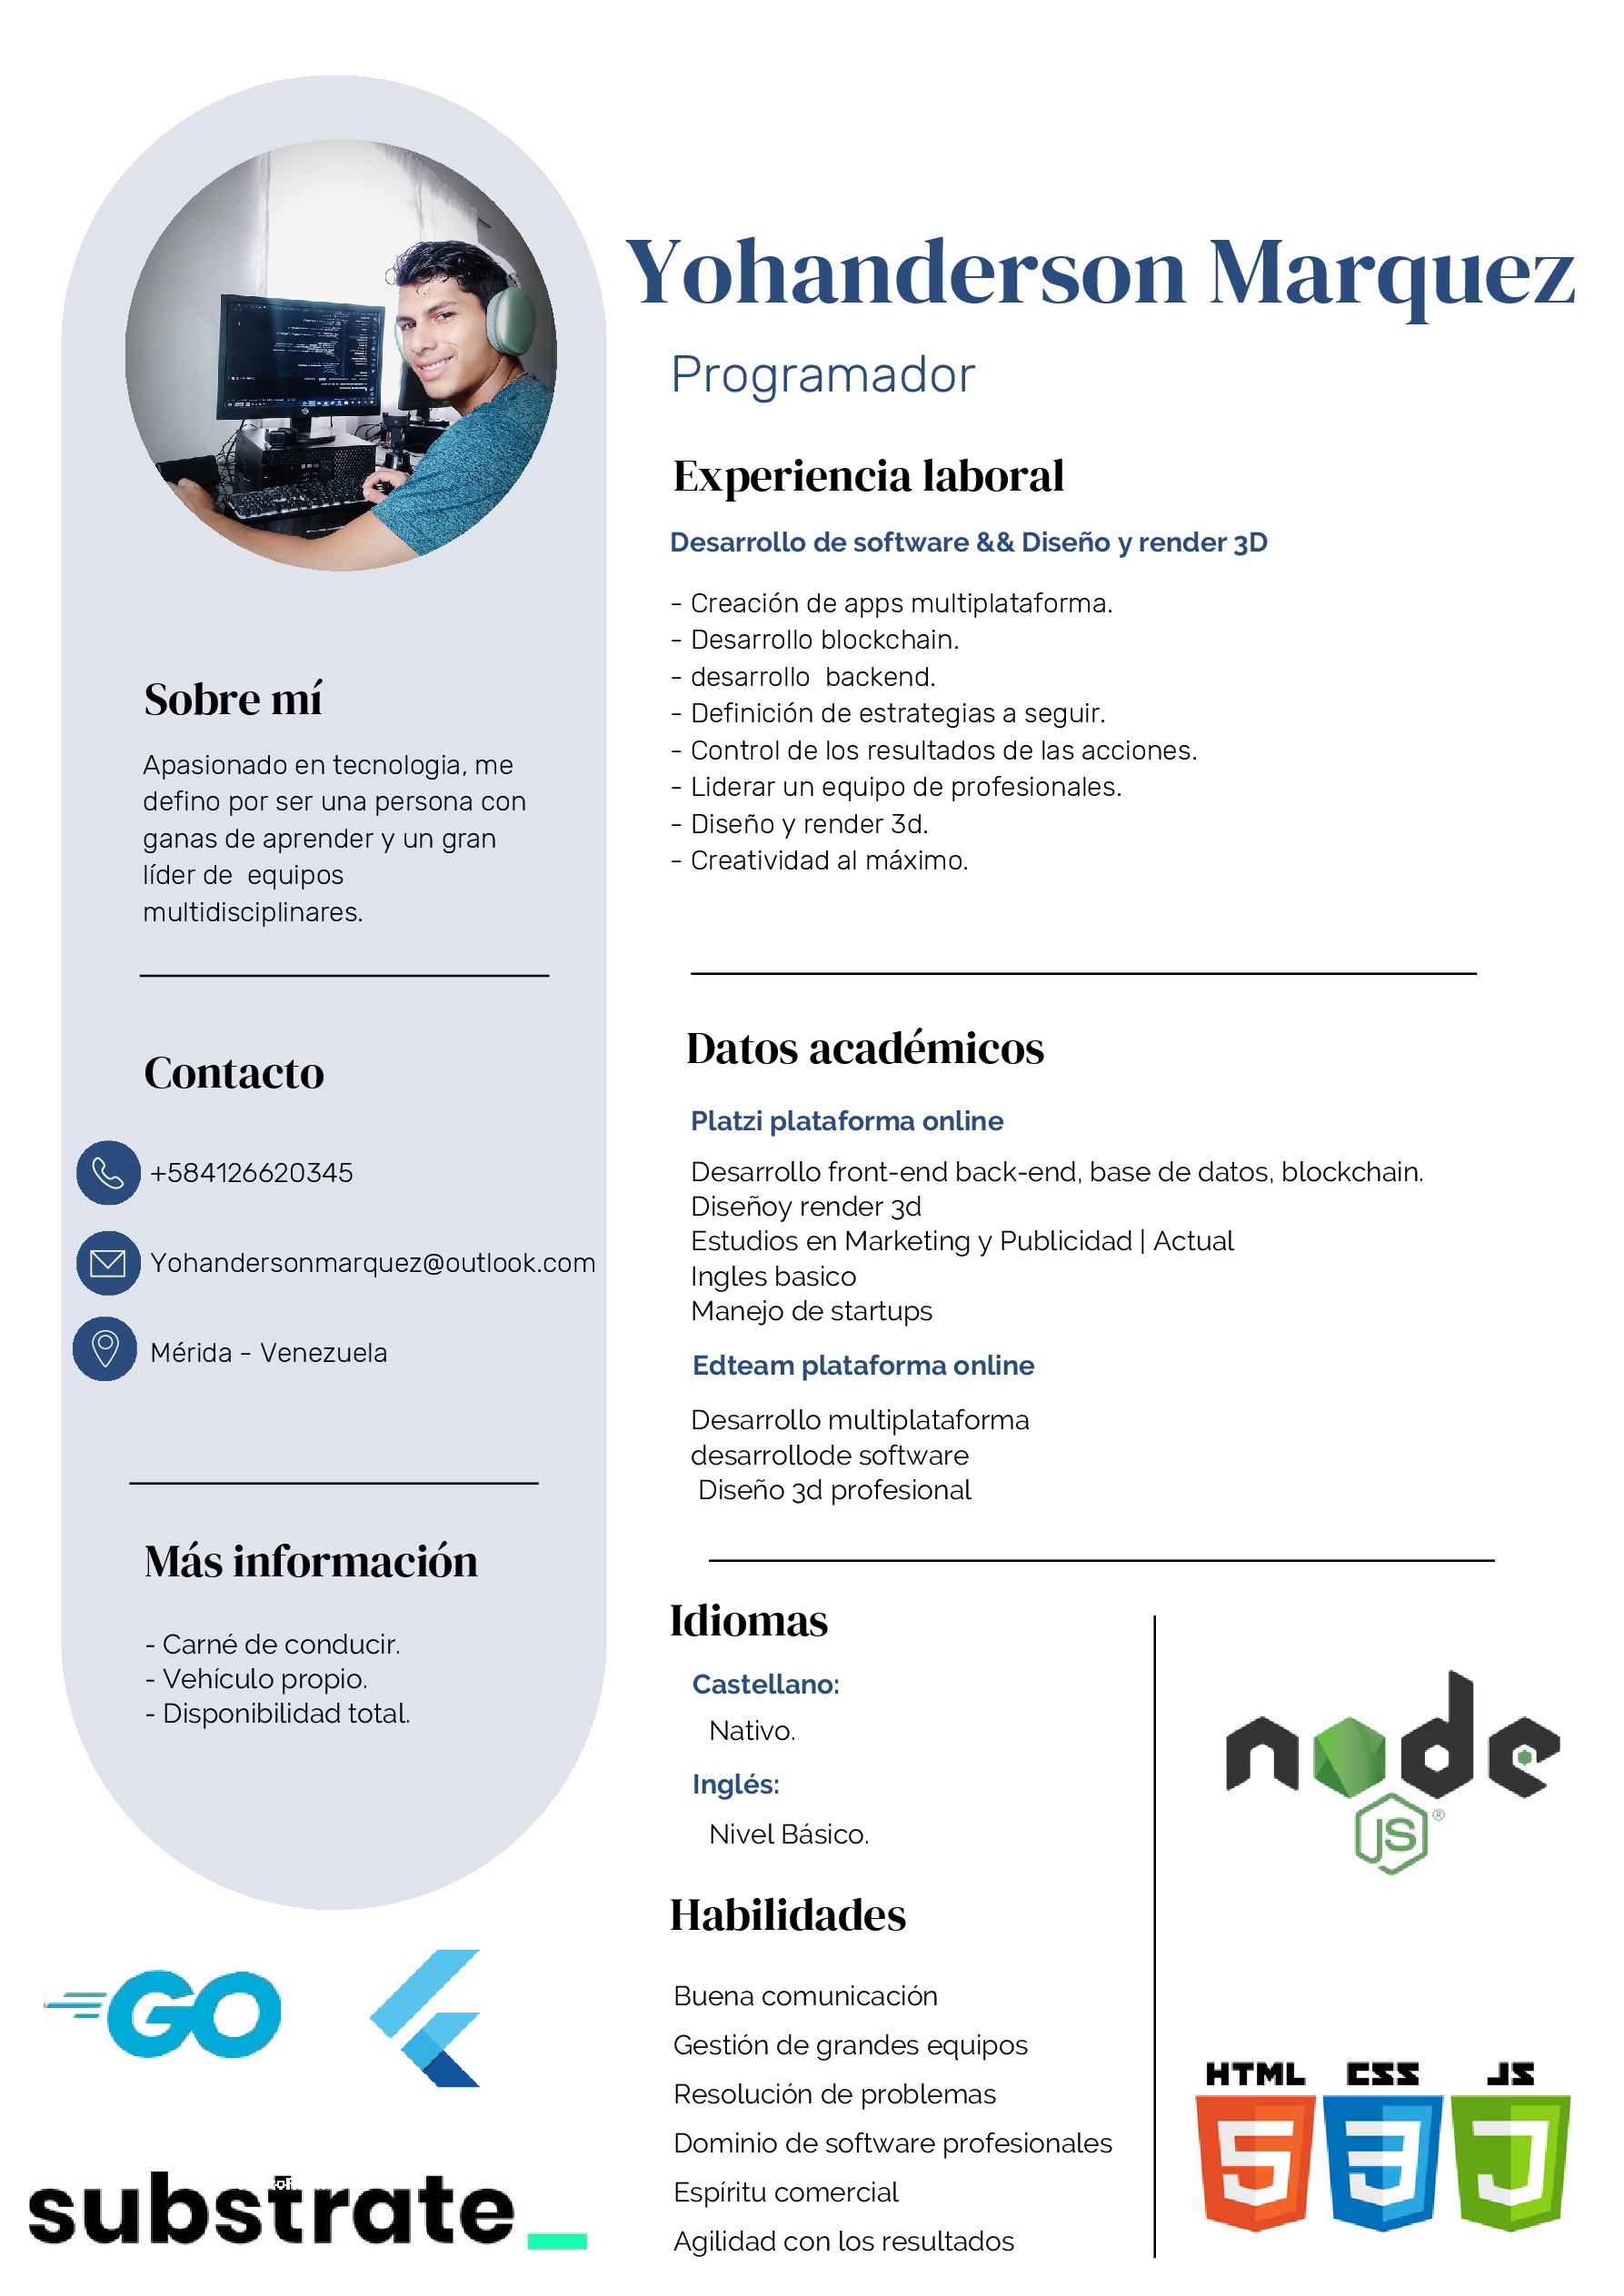 Yohanderson Marquez
Programador
Experiencia laboral
Desarrollo de software && Diseño y render 3D
- Creación de apps multiplataforma.
- Desarrollo blockchain.
- desarrollo  backend.
- Definición de estrategias a seguir.
- Control de los resultados de las acciones.
- Liderar un equipo de profesionales.
- Diseño y render 3d.
- Creatividad al máximo.
Sobre mí
Apasionado en tecnologia, me
defino por ser una persona con
ganas de aprender y un gran
líder de  equipos
multidisciplinares.
Contacto
+584126620345
Yohandersonmarquez@outlook.com
Mérida - Venezuela
Más información
- Carné de conducir.
- Vehículo propio.
- Disponibilidad total.
Datos académicos
Platzi plataforma online
Desarrollo front-end back-end, base de datos, blockchain.
Diseñoy render 3d
Estudios en Marketing y Publicidad | Actual
Ingles basico
Manejo de startups
Edteam plataforma online
Desarrollo multiplataforma
desarrollode software
Diseño 3d profesional
Idiomas
Castellano:
Nativo.
Inglés:
Nivel Básico.
Habilidades
Buena comunicación
Gestión de grandes equipos
Resolución de problemas
Dominio de software profesionales
Espíritu comercial
Agilidad con los resultados
node
JS®
HTML CSS JS
5 3 J
GO
substrate_